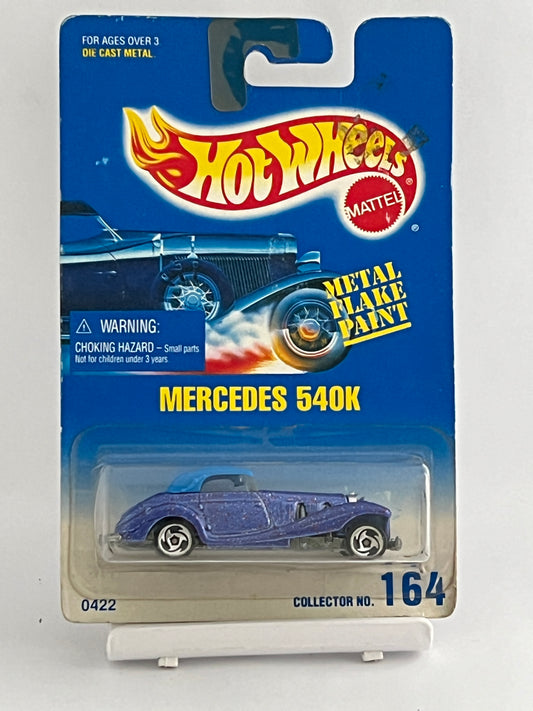 FOR AGES OVER 3
DIE CAST METAL.
HOT WHEELS
®
MATTEL
®
METAL
FLAKE
PAINT
WARNING:
CHOKING HAZARD – Small parts
Not for children under 3 years.
MERCEDES 540K
0422
COLLECTOR NO. 164